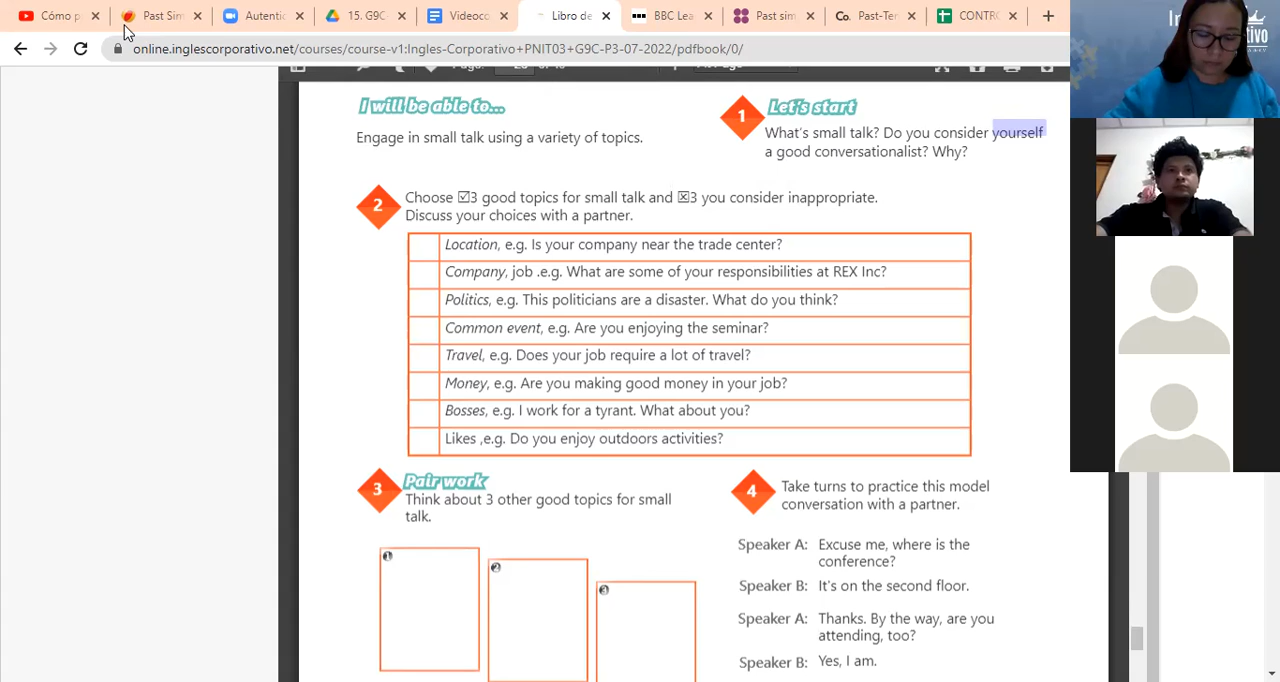 Cómo p
Past Sim
Autentic
15. G9C
Videoco
Libro de
BBC Lea
Past sim
Co. Past-Ten
CONTRO
online.inglescorporativo.net/courses/course-v1:Ingles-Corporativo+PNIT03+G9C-P3-07-2022/pdfbook/0/
I will be able to...
Engage in small talk using a variety of topics.
1 Let's start
What's small talk? Do you consider yourself
a good conversationalist? Why?
2 Choose ☑3 good topics for small talk and ☒3 you consider inappropriate.
Discuss your choices with a partner.
Location, e.g. Is your company near the trade center?
Company, job .e.g. What are some of your responsibilities at REX Inc?
Politics, e.g. This politicians are a disaster. What do you think?
Common event, e.g. Are you enjoying the seminar?
Travel, e.g. Does your job require a lot of travel?
Money, e.g. Are you making good money in your job?
Bosses, e.g. I work for a tyrant. What about you?
Likes ,e.g. Do you enjoy outdoors activities?
3 Pair work
Think about 3 other good topics for small
talk.
1
2
3
4 Take turns to practice this model
conversation with a partner.
Speaker A: Excuse me, where is the
conference?
Speaker B: It's on the second floor.
Speaker A: Thanks. By the way, are you
attending, too?
Speaker B: Yes, I am.